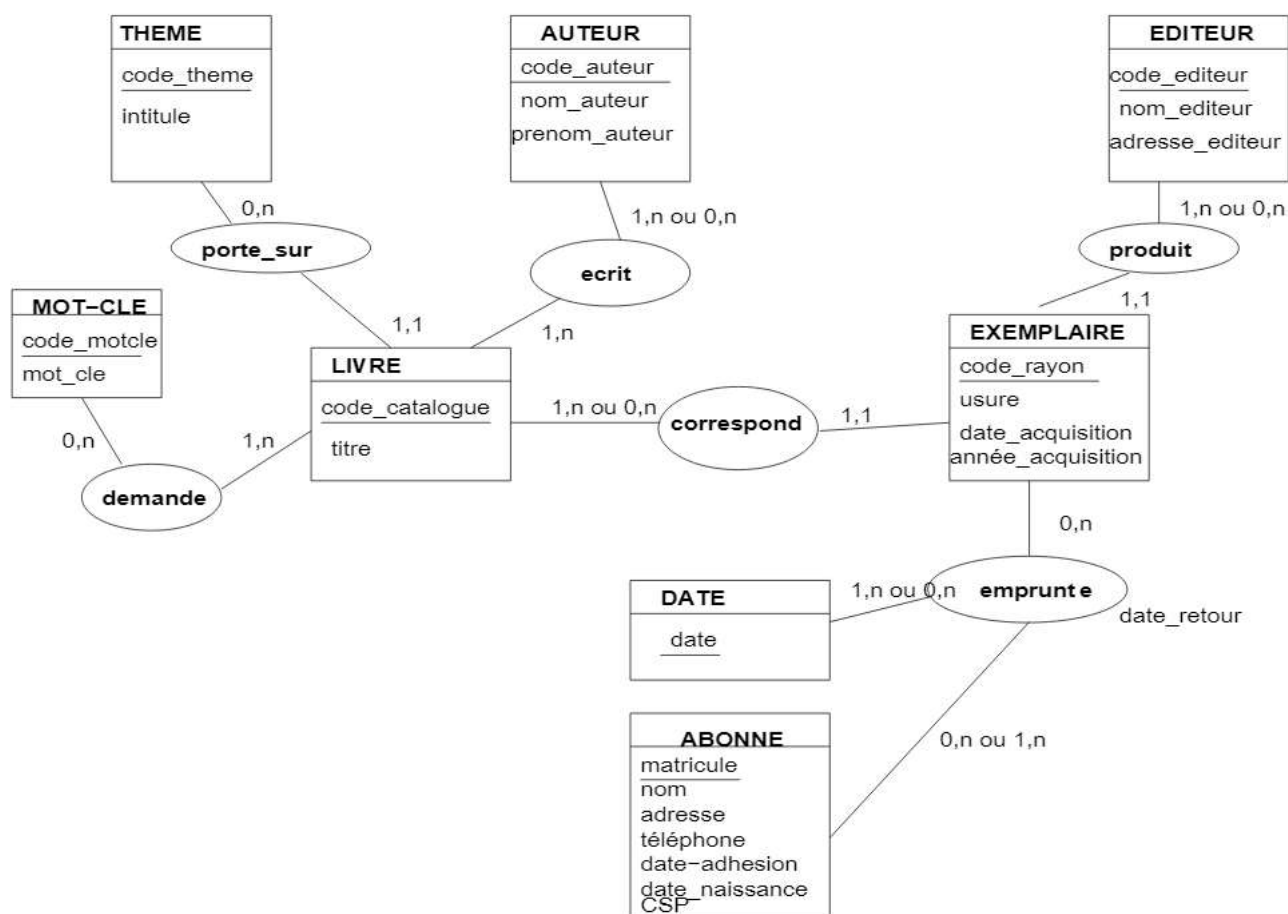 THEME
code_theme
intitule
AUTEUR
code_auteur
nom_auteur
prenom_auteur
EDITEUR
code_editeur
nom_editeur
adresse_editeur
0,n
1,n ou 0,n
1,n ou 0,n
porte_sur
ecrit
produit
MOT-CLE
code_motcle
mot_cle
1,1
1,n
1,1
LIVRE
code_catalogue
titre
EXEMPLAIRE
code_rayon
usure
date_acquisition
année_acquisition
1,n ou 0,n
correspond
1,1
0,n
1,n
demande
0,n
DATE
date
1,n ou 0,n
emprunte
date_retour
0,n ou 1,n
ABONNE
matricule
nom
adresse
téléphone
date-adhesion
date_naissance
CSP